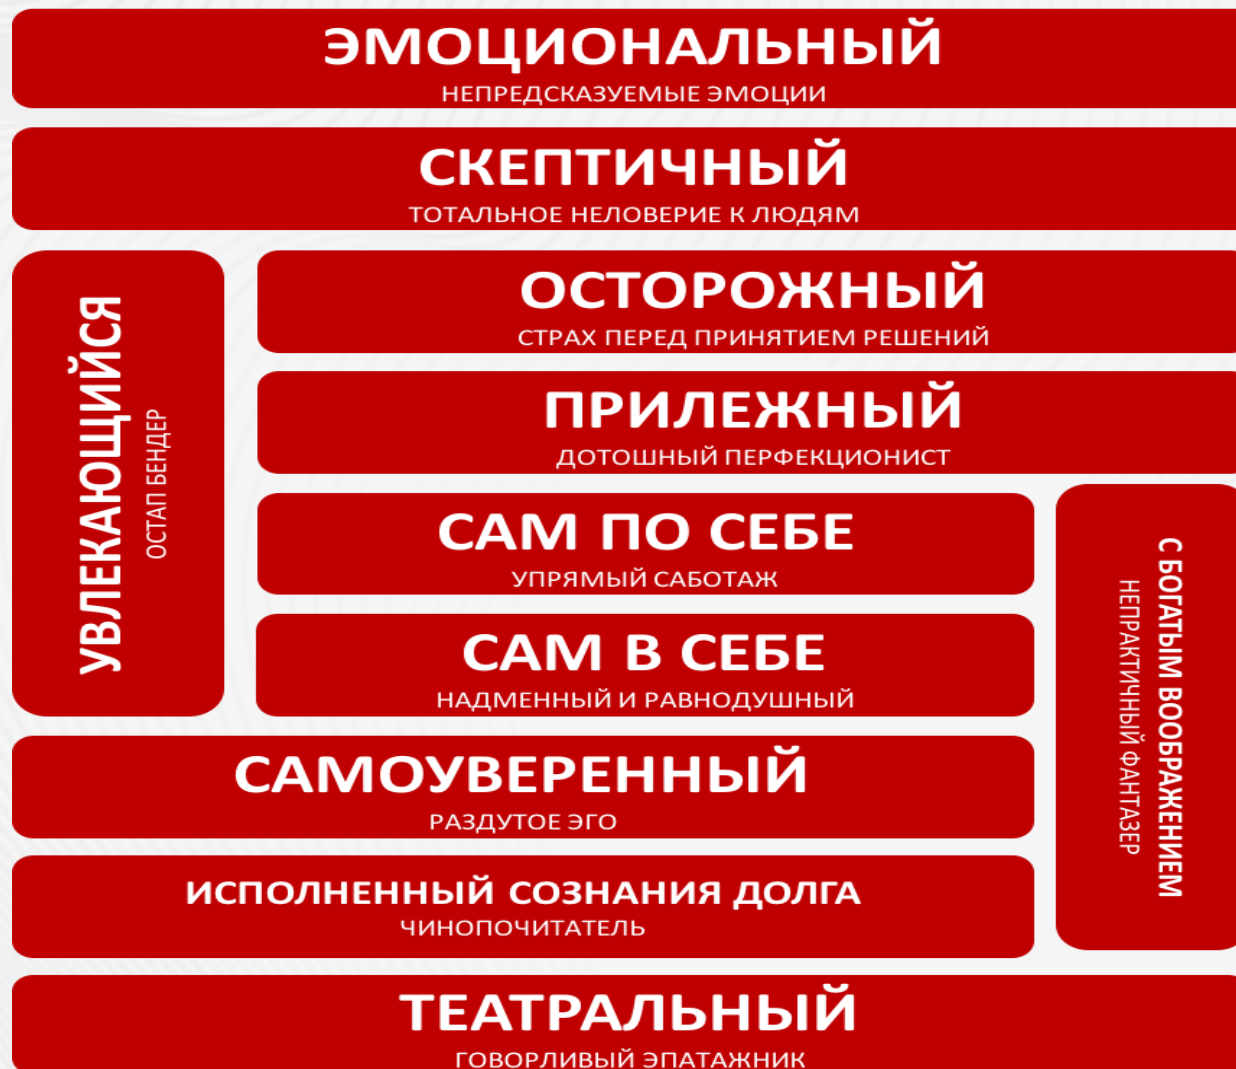 ЭМОЦИОНАЛЬНЫЙ
НЕПРЕДСКАЗУЕМЫЕ ЭМОЦИИ
СКЕПТИЧНЫЙ
ТОТАЛЬНОЕ НЕЛОВЕРИЕ К ЛЮДЯМ
УВЛЕКАЮЩИЙСЯ
ОСТАП БЕНДЕР
ОСТОРОЖНЫЙ
СТРАХ ПЕРЕД ПРИНЯТИЕМ РЕШЕНИЙ
ПРИЛЕЖНЫЙ
ДОТОШНЫЙ ПЕРФЕКЦИОНИСТ
САМ ПО СЕБЕ
УПРЯМЫЙ САБОТАЖ
САМ В СЕБЕ
НАДМЕННЫЙ И РАВНОДУШНЫЙ
С БОГАТЫМ ВООБРАЖЕНИЕМ
НЕПРАКТИЧНЫЙ ФАНТАЗЕР
САМОУВЕРЕННЫЙ
РАЗДУТОЕ ЭГО
ИСПОЛНЕННЫЙ СОЗНАНИЯ ДОЛГА
ЧИНОПОЧИТАТЕЛЬ
ТЕАТРАЛЬНЫЙ
ГОВОРЛИВЫЙ ЭПАТАЖНИК